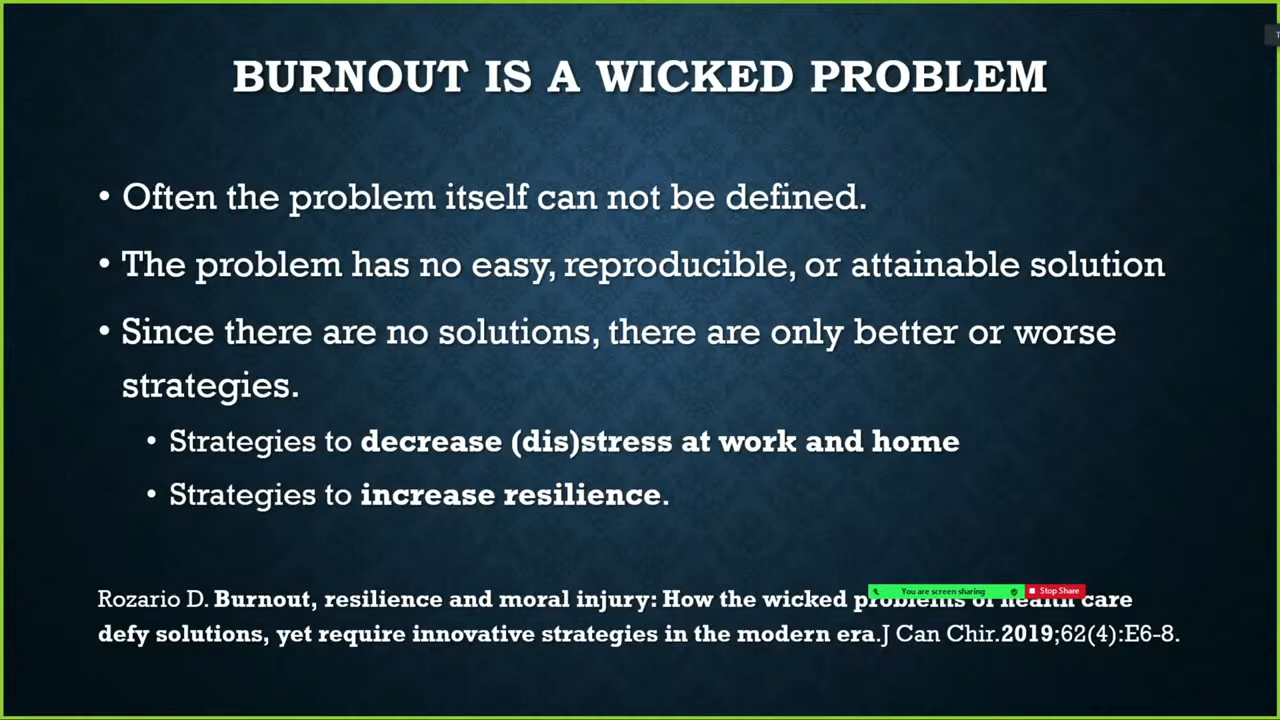 BURNOUT IS A WICKED PROBLEM
• Often the problem itself can not be defined.
• The problem has no easy, reproducible, or attainable solution
• Since there are no solutions, there are only better or worse
strategies.
• Strategies to decrease (dis)stress at work and home
• Strategies to increase resilience.
You are screen sharing Stop Share
Rozario D. Burnout, resilience and moral injury: How the wicked problems of health care
defy solutions, yet require innovative strategies in the modern era.J Can Chir.2019;62(4):E6-8.